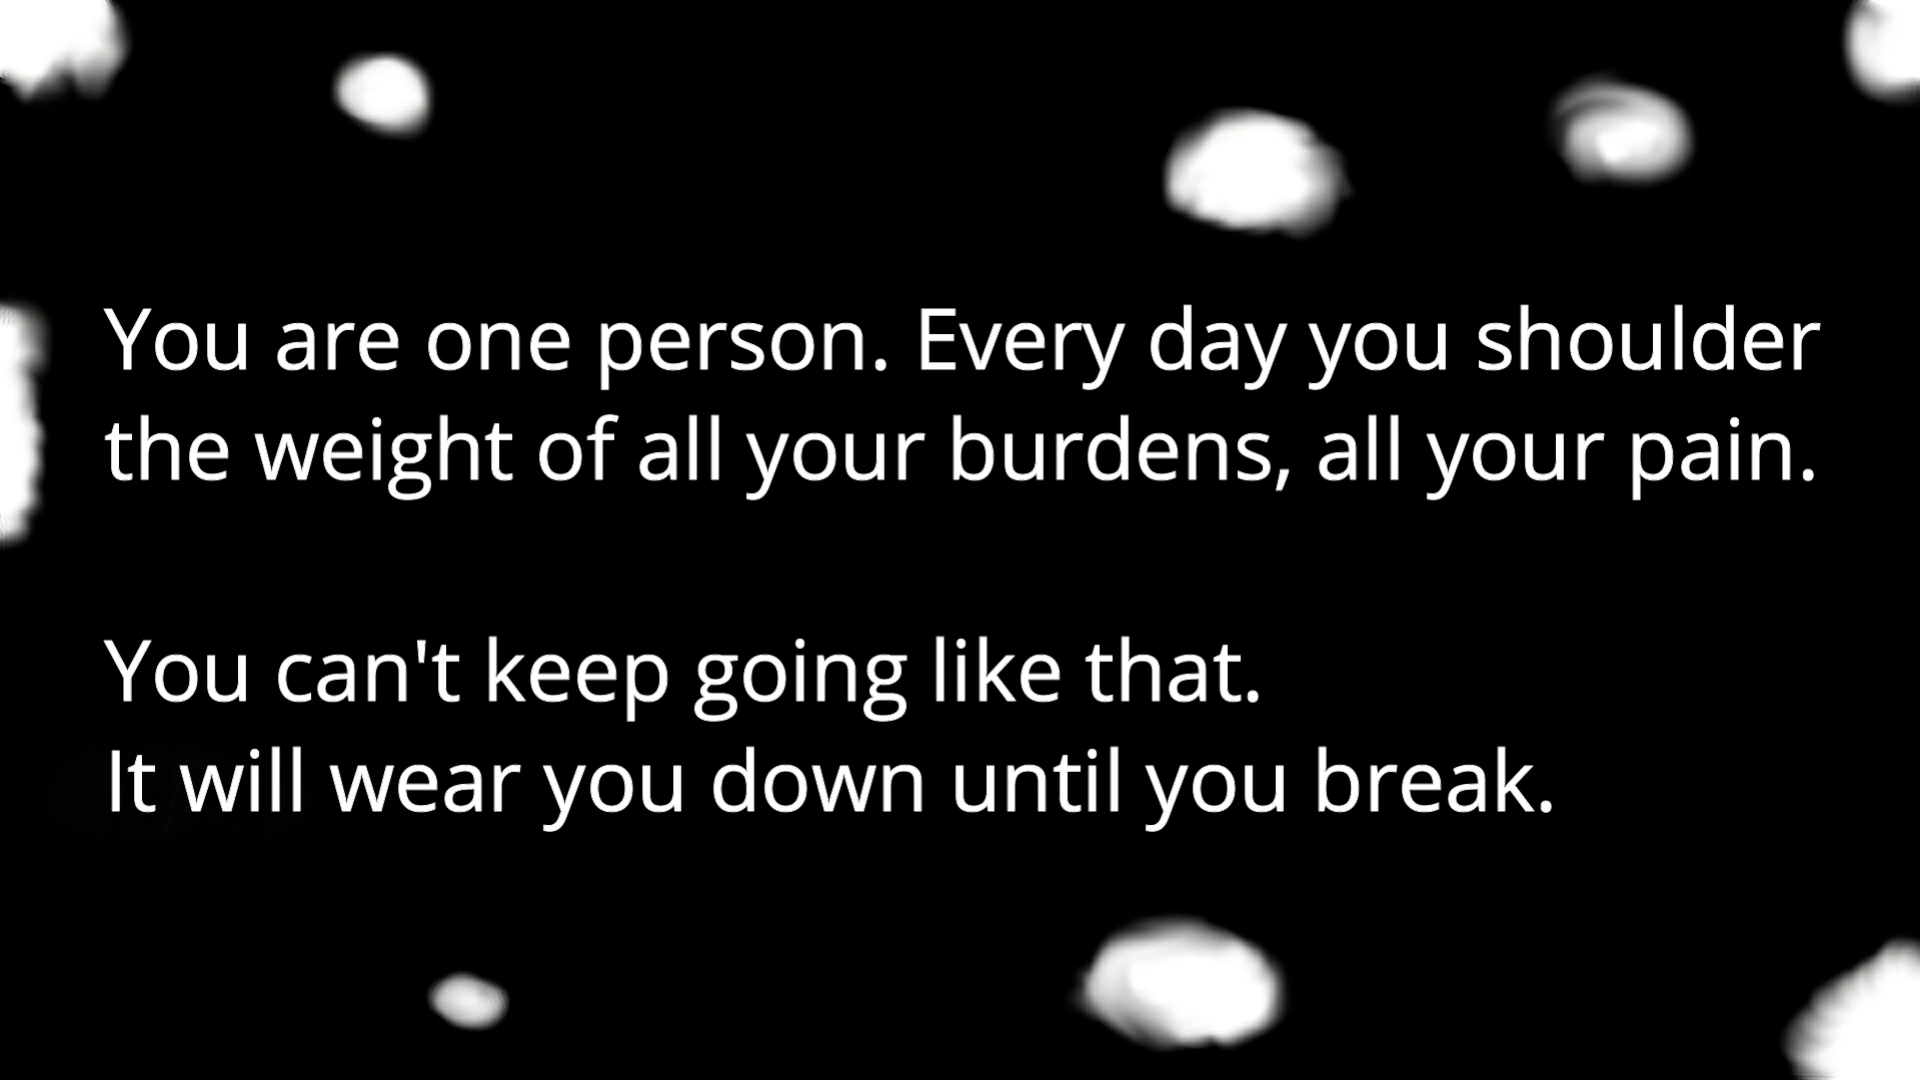 You are one person. Every day you shoulder
the weight of all your burdens, all your pain.
You can't keep going like that.
It will wear you down until you break.